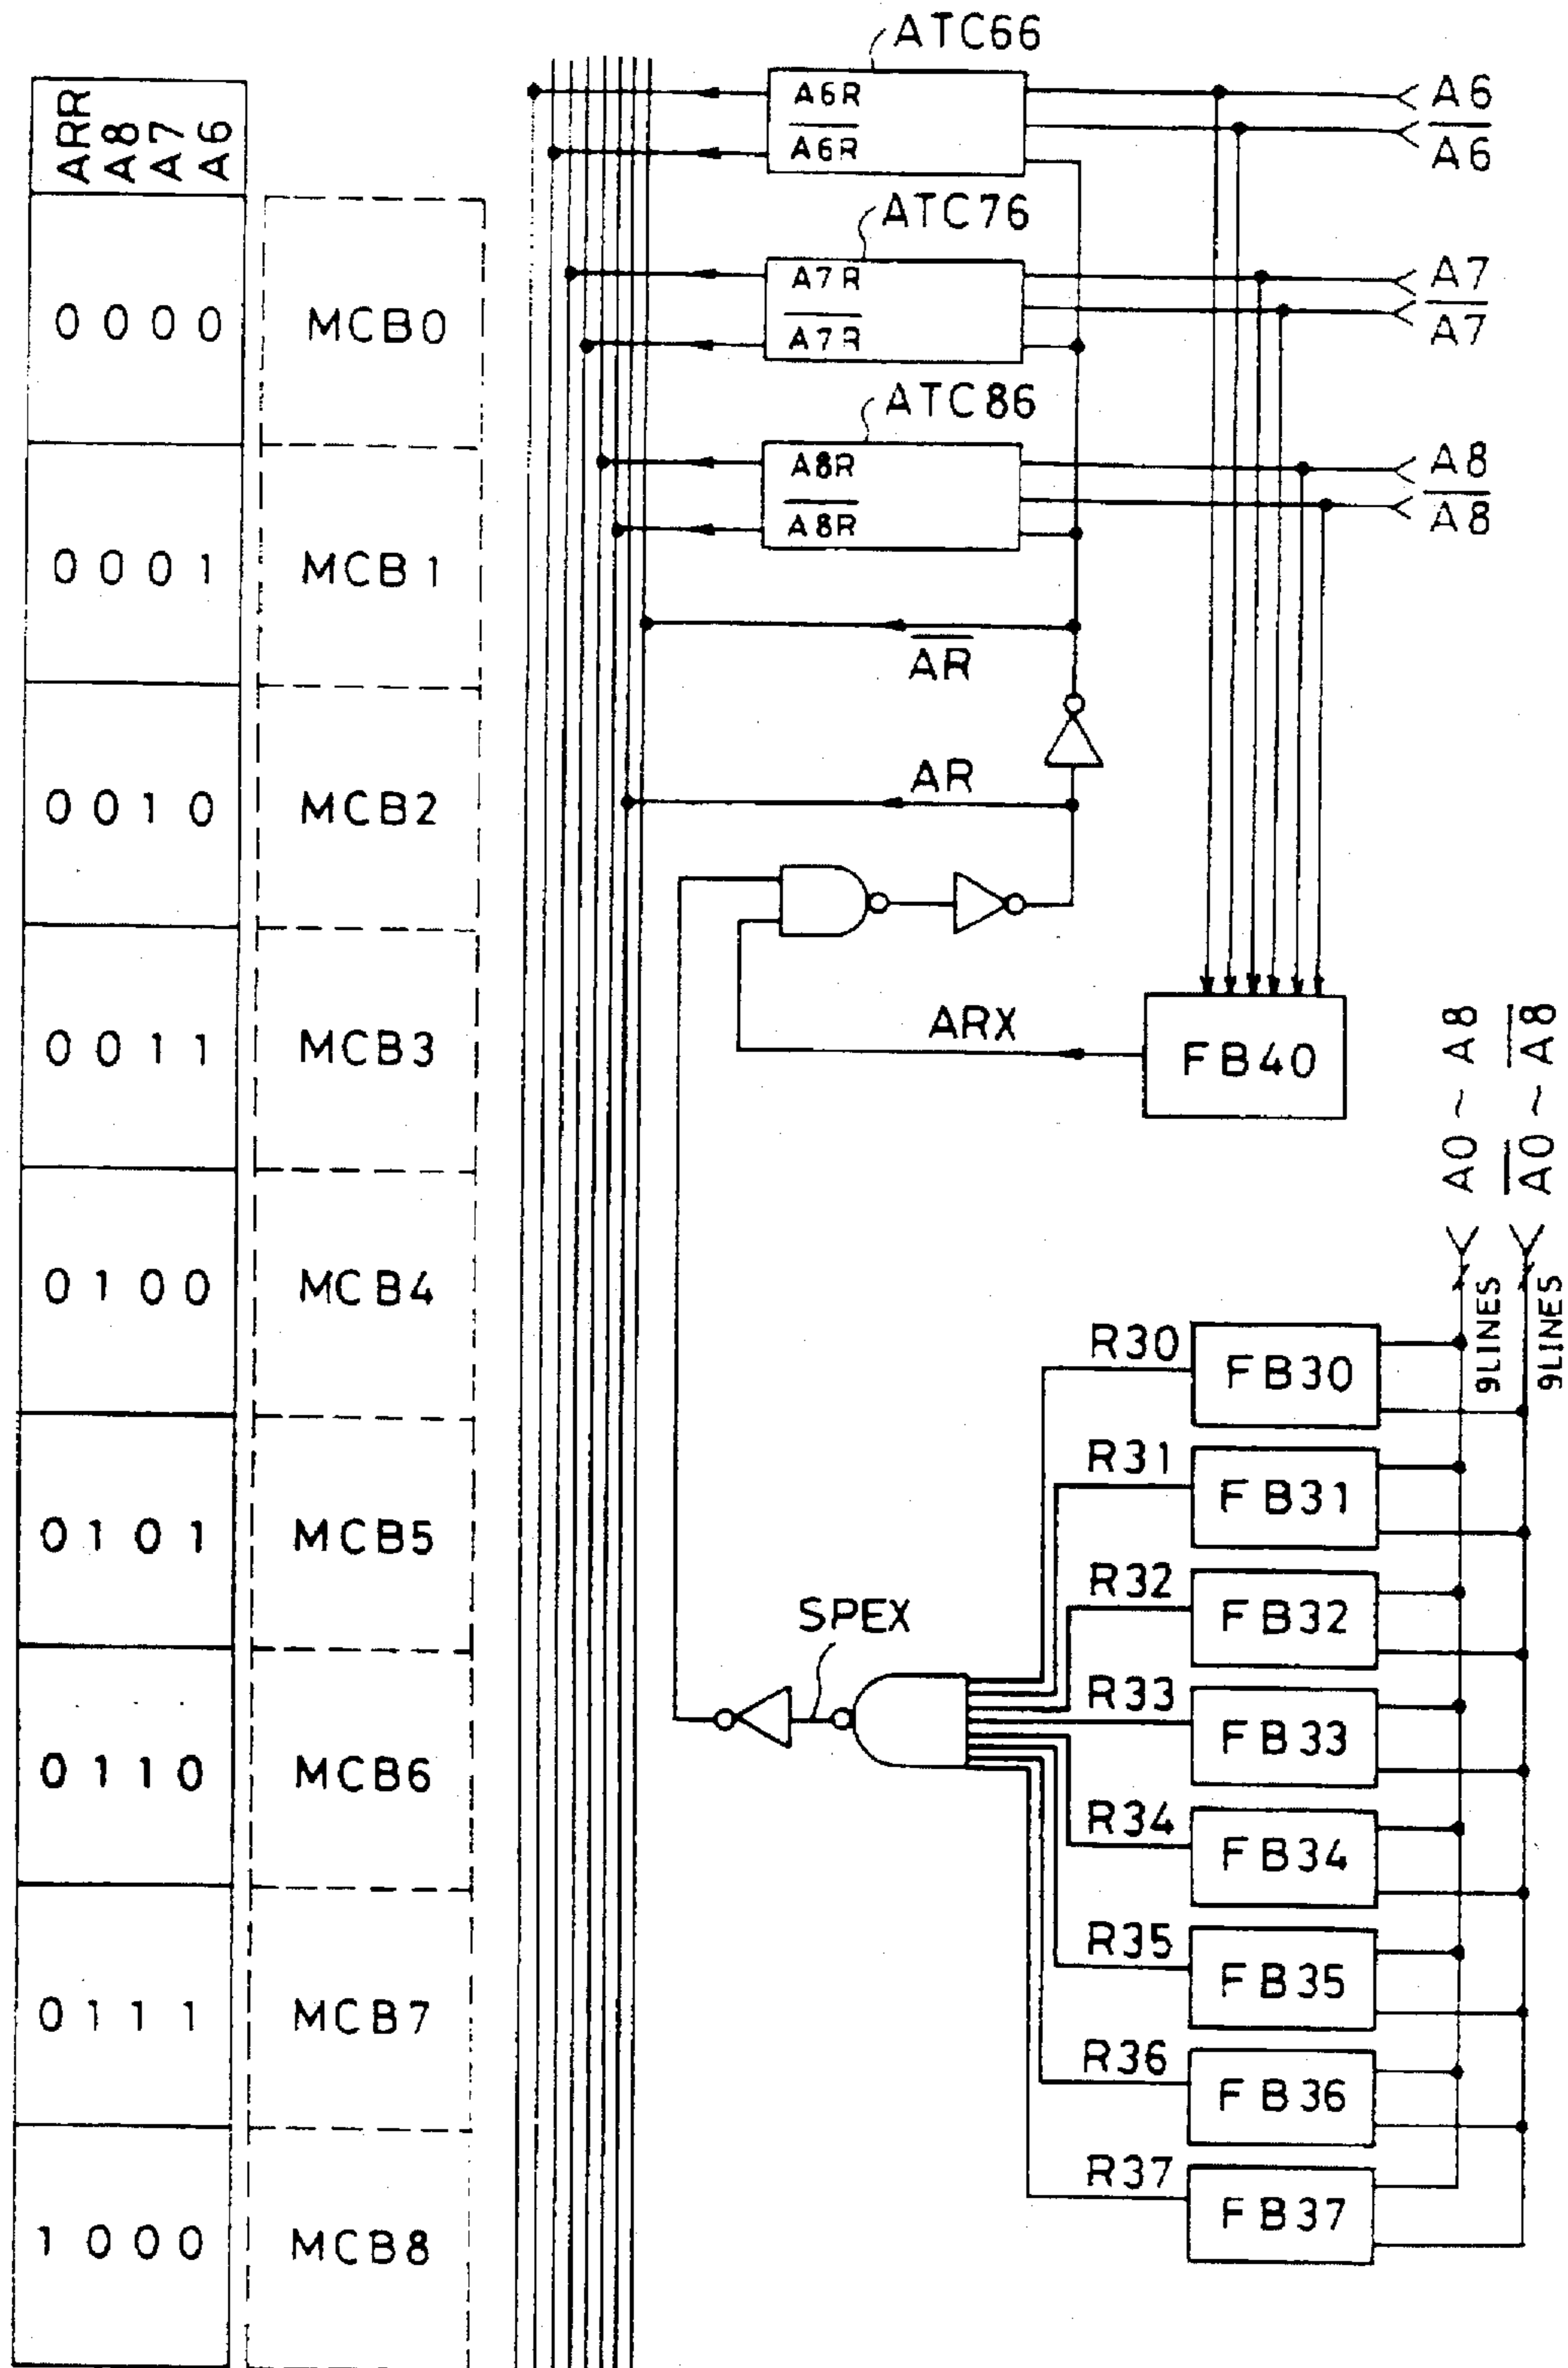 ARR
A8
A7
A6
0000
MCB0
0001
MCB1
0010
MCB2
0011
MCB3
0100
MCB4
0101
MCB5
0110
MCB6
0111
MCB7
1000
MCB8
ATC66
A6R
A6R
A6
A6
ATC76
A7R
A7R
A7
A7
ATC86
A8R
A8R
A8
A8
AR
AR
ARX
FB40
A0 ~ A8
A0 ~ A8
9LINES
9LINES
R30
FB30
R31
FB31
R32
FB32
SPEX
R33
FB33
R34
FB34
R35
FB35
R36
FB36
R37
FB37